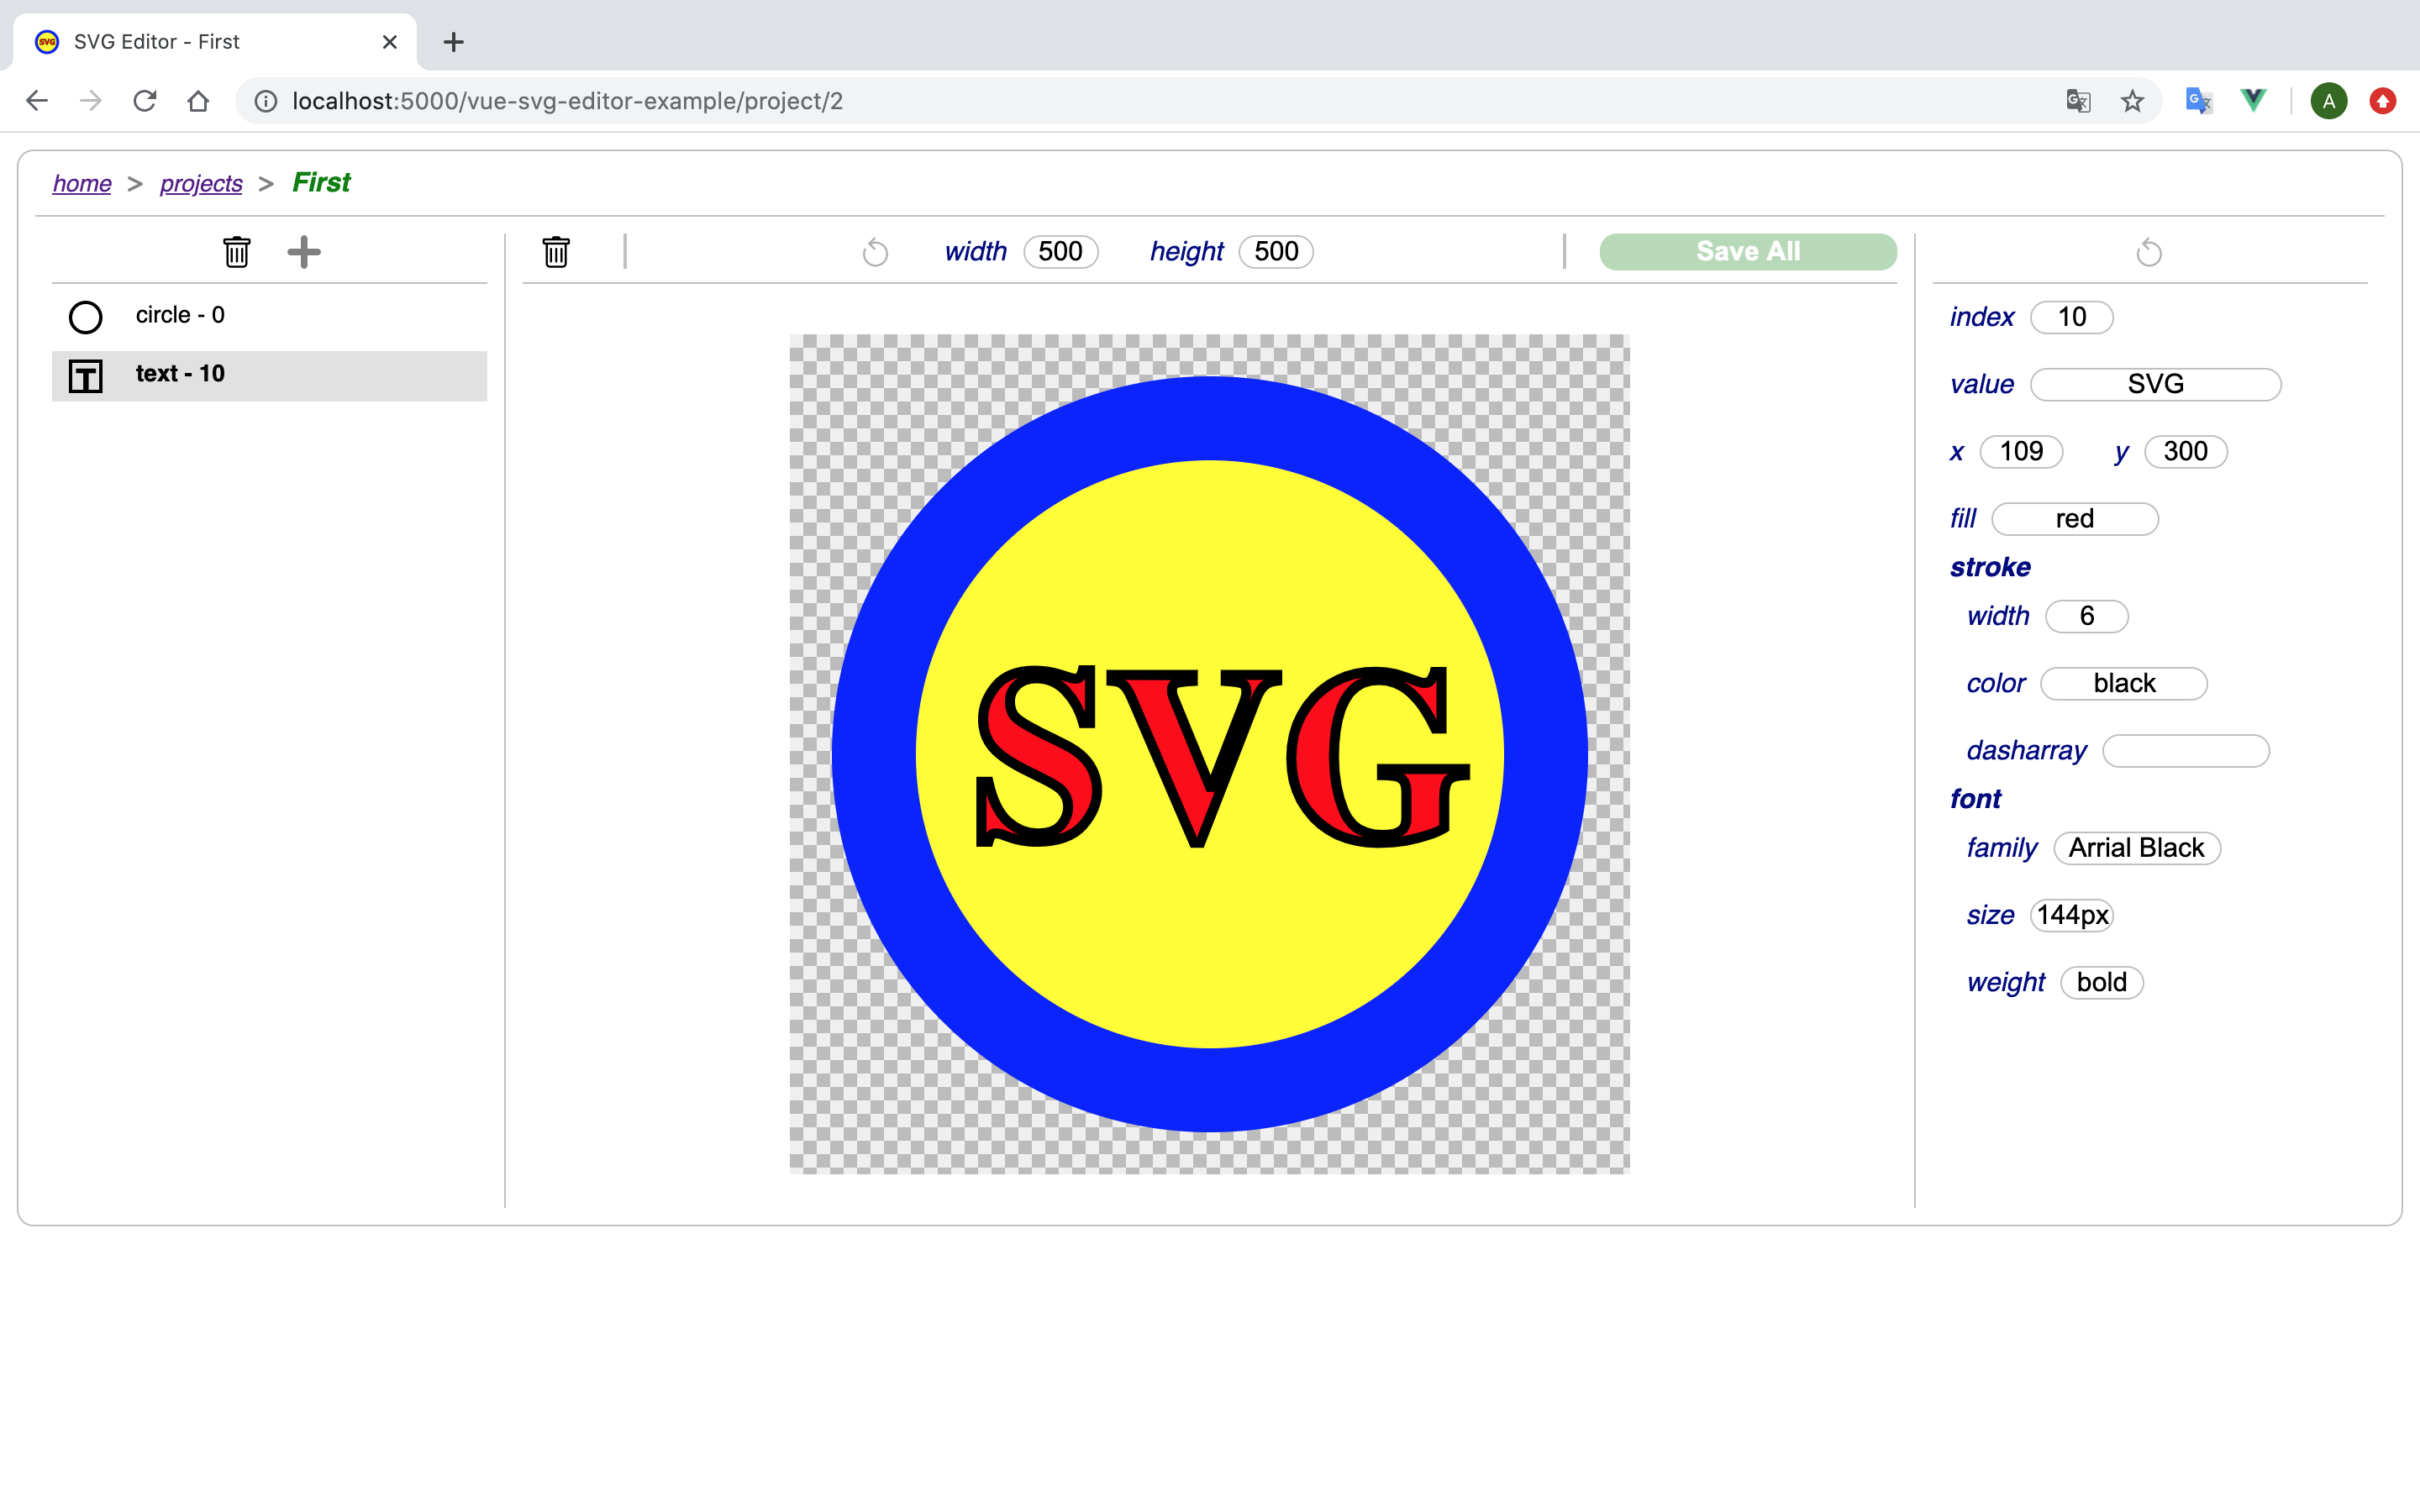 SVG Editor - First
localhost:5000/vue-svg-editor-example/project/2
A
home > projects > First
width 500 height 500 Save All
circle - 0
T text - 10
SVG
index 10
value SVG
x 109 y 300
fill red
stroke
width 6
color black
dasharray
font
family Arrial Black
size 144px
weight bold